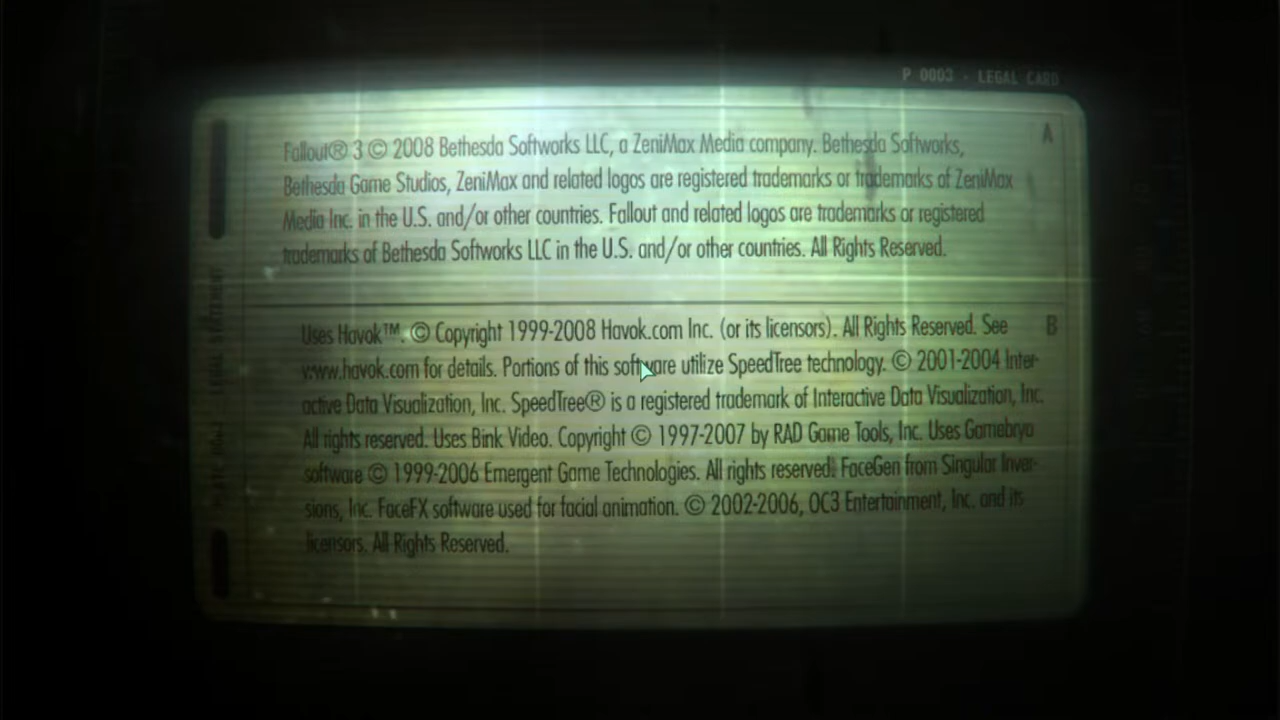 P 0003 - LEGAL CARD
A
Fallout® 3 © 2008 Bethesda Softworks LLC, a ZeniMax Media company. Bethesda Softworks,
Bethesda Game Studios, ZeniMax and related logos are registered trademarks or trademarks of ZeniMax
Media Inc. in the U.S. and/or other countries. Fallout and related logos are trademarks or registered
trademarks of Bethesda Softworks LLC in the U.S. and/or other countries. All Rights Reserved.
B
Uses Havok™. © Copyright 1999-2008 Havok.com Inc. (or its licensors). All Rights Reserved. See
www.havok.com for details. Portions of this software utilize SpeedTree technology. © 2001-2004 Inter-
active Data Visualization, Inc. SpeedTree® is a registered trademark of Interactive Data Visualization, Inc.
All rights reserved. Uses Bink Video. Copyright © 1997-2007 by RAD Game Tools, Inc. Uses Gamebryo
software © 1999-2006 Emergent Game Technologies. All rights reserved. FaceGen from Singular Inver-
sions, Inc. FaceFX software used for facial animation. © 2002-2006, OC3 Entertainment, Inc. and its
licensors. All Rights Reserved.